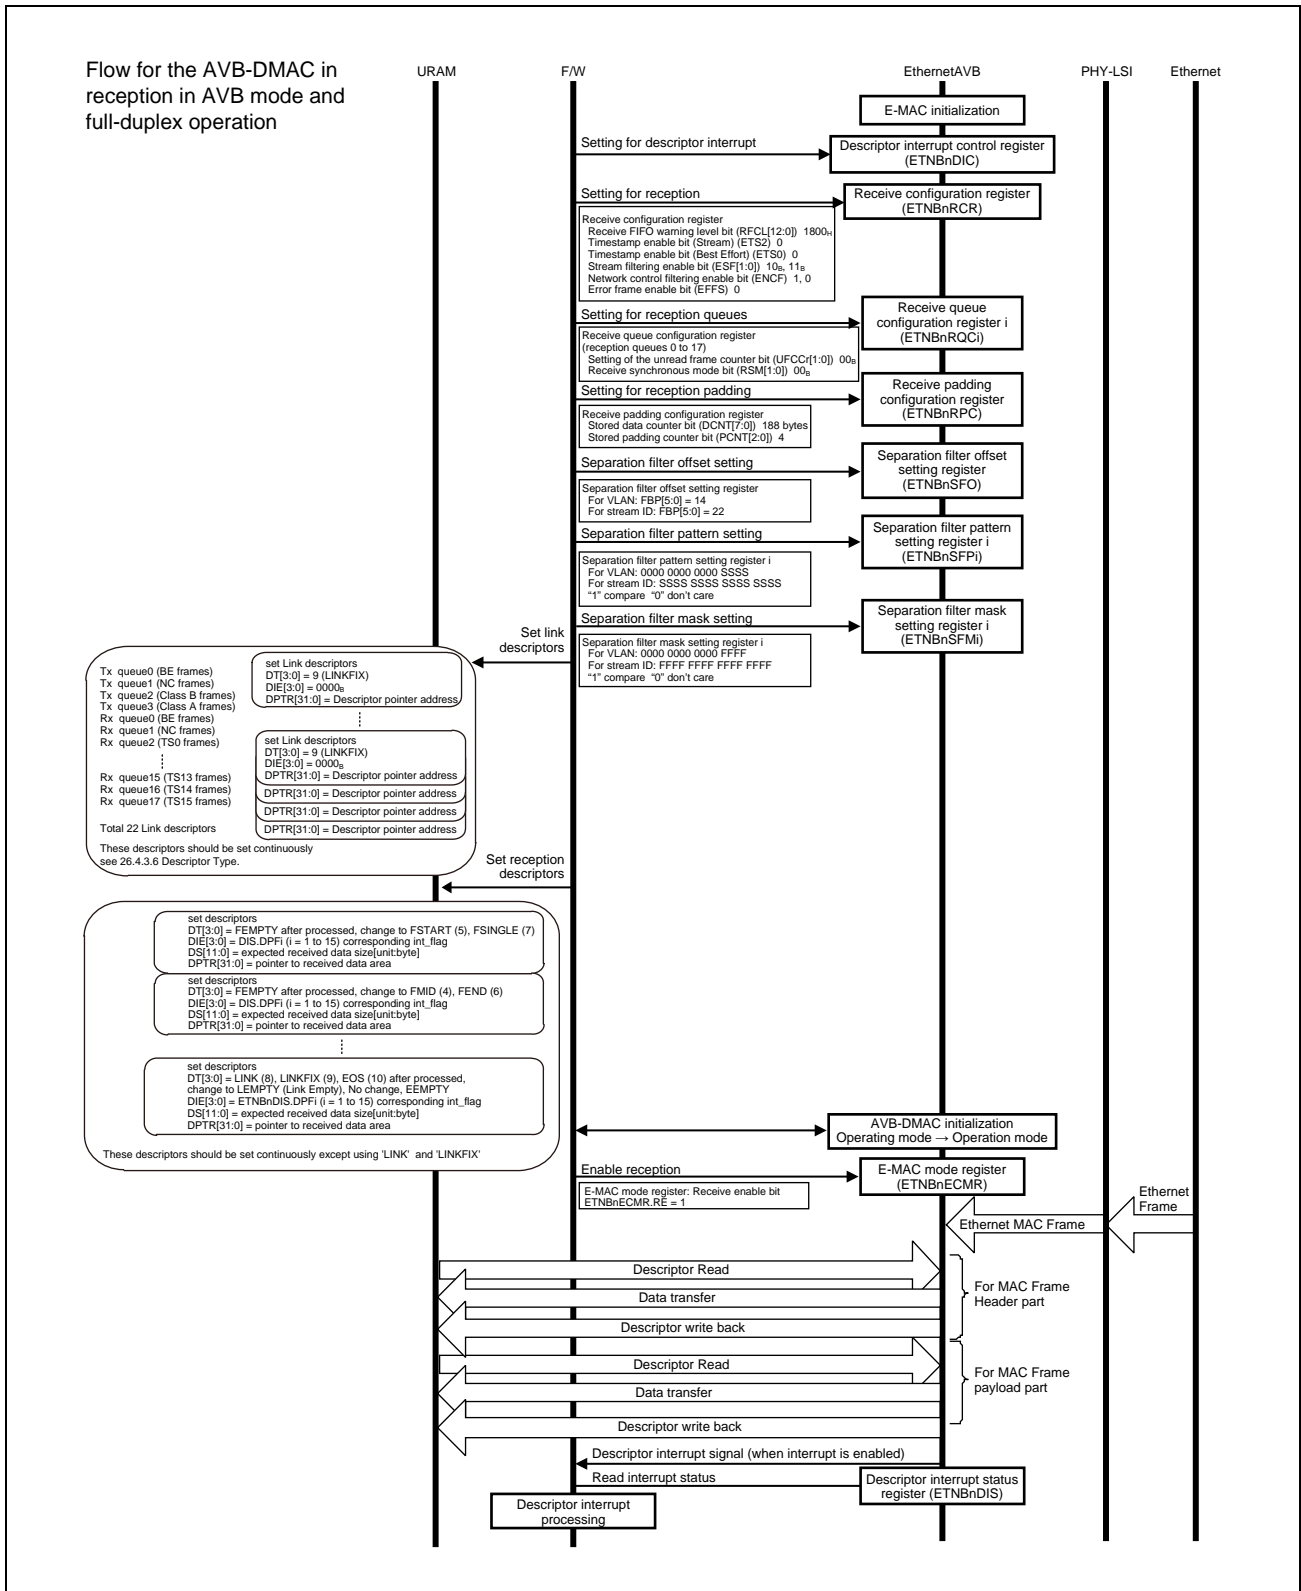 Flow for the AVB-DMAC in
reception in AVB mode and
full-duplex operation
URAM
F/W
EthernetAVB
PHY-LSI
Ethernet
E-MAC initialization
Setting for descriptor interrupt
Descriptor interrupt control register
(ETNBnDIC)
Setting for reception
Receive configuration register
(ETNBnRCR)
Receive configuration register
Receive FIFO warning level bit (RFCL[12:0]) 1800H
Timestamp enable bit (Stream) (ETS2) 0
Timestamp enable bit (Best Effort) (ETS0) 0
Stream filtering enable bit (ESF[1:0]) 10B, 11B
Network control filtering enable bit (ENCF) 1, 0
Error frame enable bit (EFFS) 0
Setting for reception queues
Receive queue
configuration register i
(ETNBnRQCi)
Receive queue configuration register
(reception queues 0 to 17)
Setting of the unread frame counter bit (UFCCr[1:0]) 00B
Receive synchronous mode bit (RSM[1:0]) 00B
Setting for reception padding
Receive padding
configuration register
(ETNBnRPC)
Receive padding configuration register
Stored data counter bit (DCNT[7:0]) 188 bytes
Stored padding counter bit (PCNT[2:0]) 4
Separation filter offset setting
Separation filter offset
setting register
(ETNBnSFO)
Separation filter offset setting register
For VLAN: FBP[5:0] = 14
For stream ID: FBP[5:0] = 22
Separation filter pattern setting
Separation filter pattern
setting register i
(ETNBnSFPi)
Separation filter pattern setting register i
For VLAN: 0000 0000 0000 SSSS
For stream ID: SSSS SSSS SSSS SSSS
“1” compare “0” don’t care
Separation filter mask setting
Separation filter mask
setting register i
(ETNBnSFMi)
Separation filter mask setting register i
For VLAN: 0000 0000 0000 FFFF
For stream ID: FFFF FFFF FFFF FFFF
“1” compare “0” don’t care
Set link
descriptors
Tx queue0 (BE frames)
Tx queue1 (NC frames)
Tx queue2 (Class B frames)
Tx queue3 (Class A frames)
Rx queue0 (BE frames)
Rx queue1 (NC frames)
Rx queue2 (TS0 frames)
Rx queue15 (TS13 frames)
Rx queue16 (TS14 frames)
Rx queue17 (TS15 frames)
Total 22 Link descriptors
These descriptors should be set continuously
see 26.4.3.6 Descriptor Type.
set Link descriptors
DT[3:0] = 9 (LINKFIX)
DIE[3:0] = 0000B
DPTR[31:0] = Descriptor pointer address
set Link descriptors
DT[3:0] = 9 (LINKFIX)
DIE[3:0] = 0000B
DPTR[31:0] = Descriptor pointer address
DPTR[31:0] = Descriptor pointer address
DPTR[31:0] = Descriptor pointer address
DPTR[31:0] = Descriptor pointer address
Set reception
descriptors
set descriptors
DT[3:0] = FEMPTY after processed, change to FSTART (5), FSINGLE (7)
DIE[3:0] = DIS.DPFi (i = 1 to 15) corresponding int_flag
DS[11:0] = expected received data size[unit:byte]
DPTR[31:0] = pointer to received data area
set descriptors
DT[3:0] = FEMPTY after processed, change to FMID (4), FEND (6)
DIE[3:0] = DIS.DPFi (i = 1 to 15) corresponding int_flag
DS[11:0] = expected received data size[unit:byte]
DPTR[31:0] = pointer to received data area
set descriptors
DT[3:0] = LINK (8), LINKFIX (9), EOS (10) after processed,
change to LEMPTY (Link Empty), No change, EEMPTY
DIE[3:0] = ETNBnDIS.DPFi (i = 1 to 15) corresponding int_flag
DS[11:0] = expected received data size[unit:byte]
DPTR[31:0] = pointer to received data area
These descriptors should be set continuously except using 'LINK' and 'LINKFIX'
AVB-DMAC initialization
Operating mode → Operation mode
Enable reception
E-MAC mode register
(ETNBnECMR)
E-MAC mode register: Receive enable bit
ETNBnECMR.RE = 1
Ethernet
Frame
Ethernet MAC Frame
Descriptor Read
Data transfer
Descriptor write back
For MAC Frame
Header part
Descriptor Read
Data transfer
Descriptor write back
For MAC Frame
payload part
Descriptor interrupt signal (when interrupt is enabled)
Read interrupt status
Descriptor interrupt status
register (ETNBnDIS)
Descriptor interrupt
processing